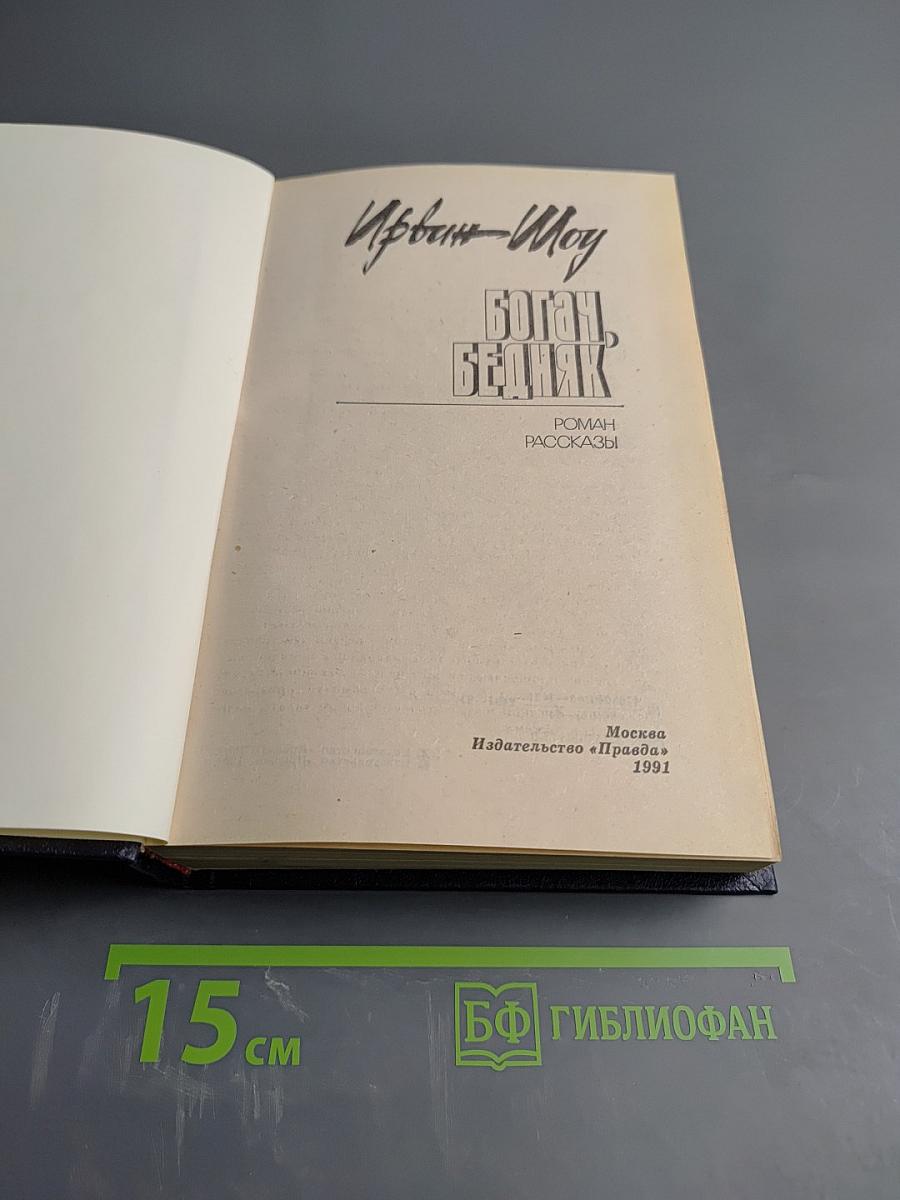 Ирвин Шоу
БОГАЧ,
БЕДНЯК
РОМАН
РАССКАЗЫ
Москва
Издательство «Правда»
1991
15 см
БФ ГИБЛИОФАН